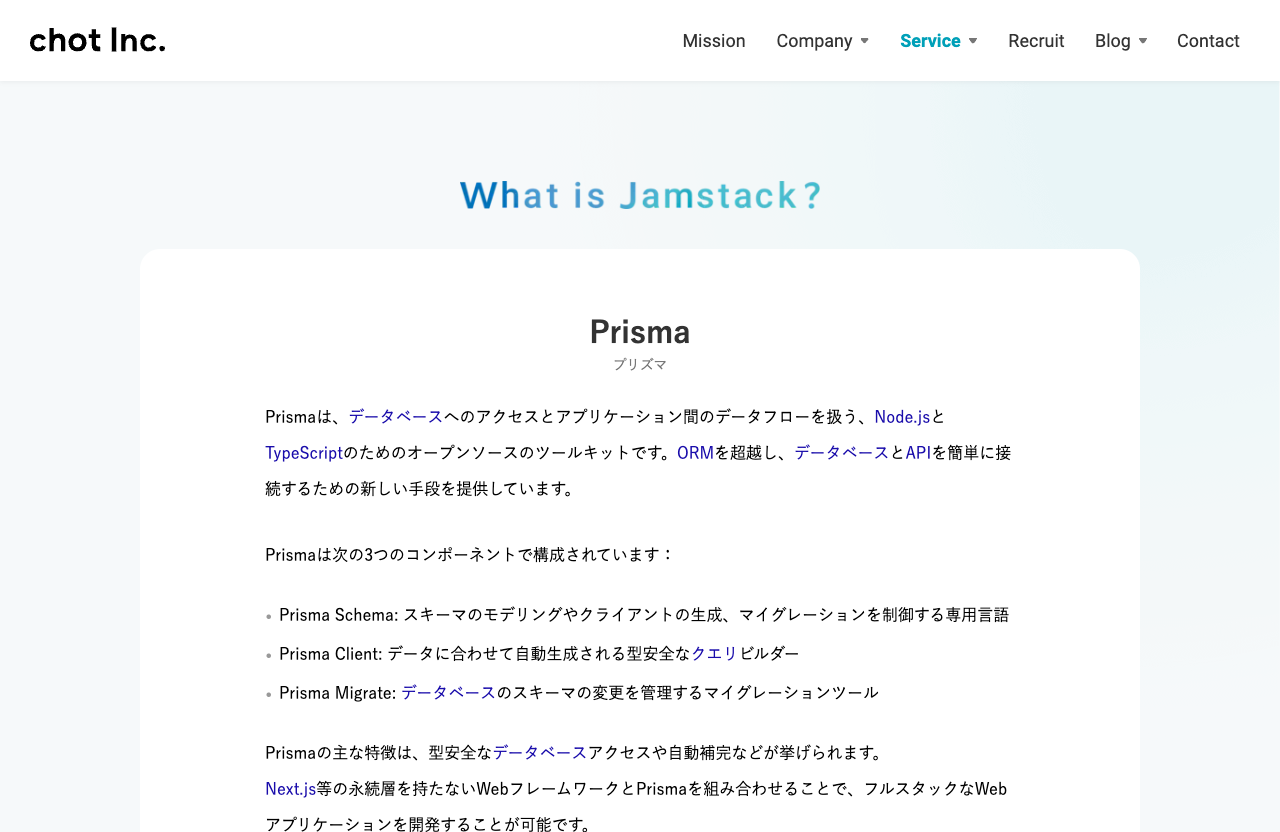 chot Inc.
Mission Company Service Recruit Blog Contact
What is Jamstack?
Prisma
プリズマ
Prismaは、データベースへのアクセスとアプリケーション間のデータフローを扱う、Node.jsと
TypeScriptのためのオープンソースのツールキットです。ORMを超越し、データベースとAPIを簡単に接
続するための新しい手段を提供しています。
Prismaは次の3つのコンポーネントで構成されています：
• Prisma Schema: スキーマのモデリングやクライアントの生成、マイグレーションを制御する専用言語
• Prisma Client: データに合わせて自動生成される型安全なクエリビルダー
• Prisma Migrate: データベースのスキーマの変更を管理するマイグレーションツール
Prismaの主な特徴は、型安全なデータベースアクセスや自動補完などが挙げられます。
Next.js等の永続層を持たないWebフレームワークとPrismaを組み合わせることで、フルスタックなWeb
アプリケーションを開発することが可能です。